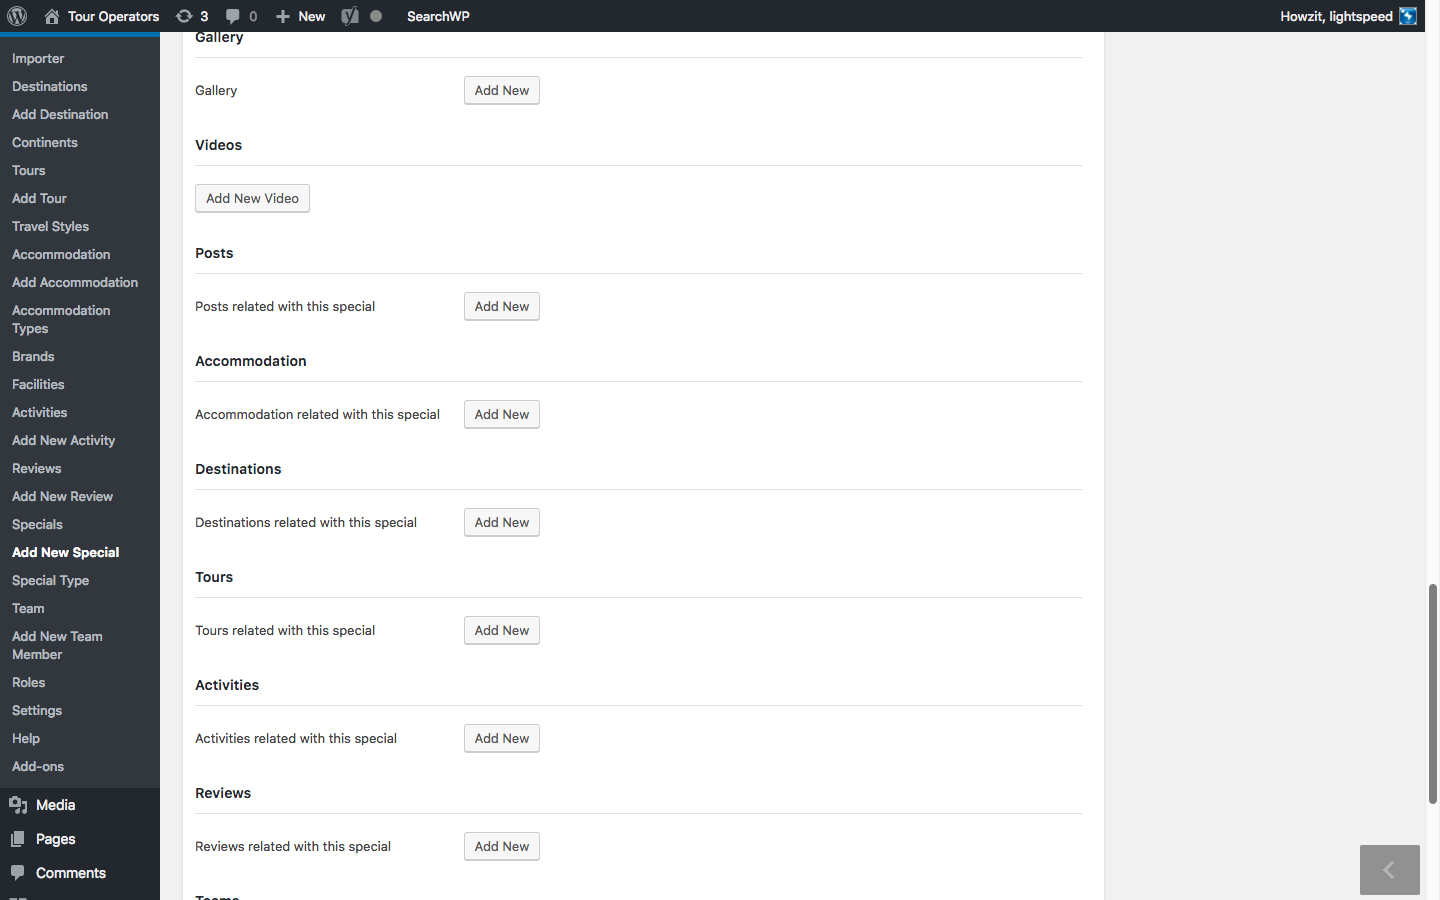 Tour Operators 3 0 New SearchWP Howzit, lightspeed
Importer
Destinations
Add Destination
Continents
Tours
Add Tour
Travel Styles
Accommodation
Add Accommodation
Accommodation
Types
Brands
Facilities
Activities
Add New Activity
Reviews
Add New Review
Specials
Add New Special
Special Type
Team
Add New Team
Member
Roles
Settings
Help
Add-ons
Media
Pages
Comments
Gallery
Gallery Add New
Videos
Add New Video
Posts
Posts related with this special Add New
Accommodation
Accommodation related with this special Add New
Destinations
Destinations related with this special Add New
Tours
Tours related with this special Add New
Activities
Activities related with this special Add New
Reviews
Reviews related with this special Add New
Teams